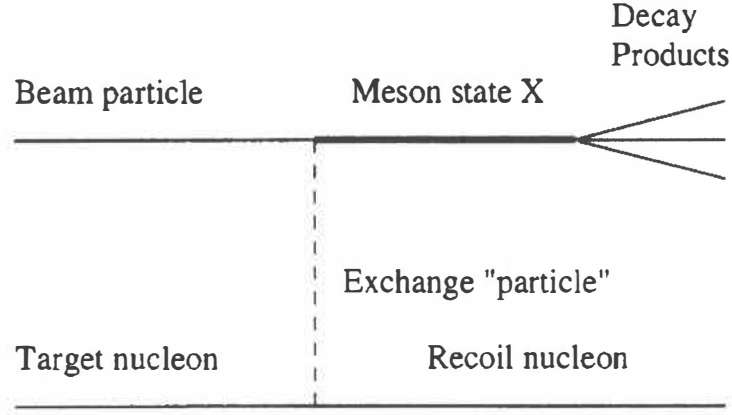 Decay
Products
Beam particle
Meson state X
Exchange "particle"
Target nucleon
Recoil nucleon